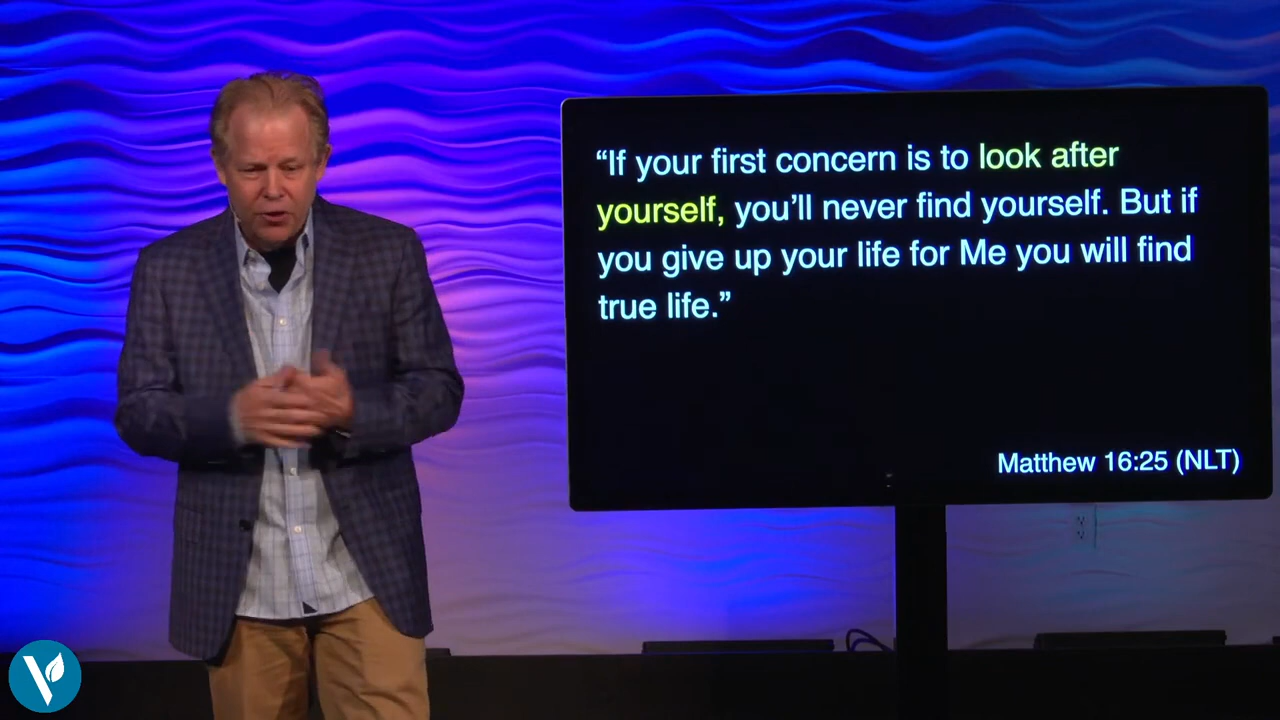 “If your first concern is to look after
yourself, you’ll never find yourself. But if
you give up your life for Me you will find
true life.”
Matthew 16:25 (NLT)